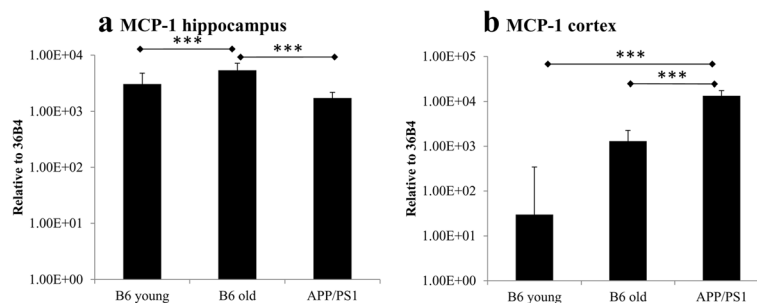 a MCP-1 hippocampus
*** ***
Relative to 36B4
1.00E+04
1.00E+03
1.00E+02
1.00E+01
1.00E+00
B6 young B6 old APP/PS1
b MCP-1 cortex
***
***
Relative to 36B4
1.00E+05
1.00E+04
1.00E+03
1.00E+02
1.00E+01
1.00E+00
B6 young B6 old APP/PS1